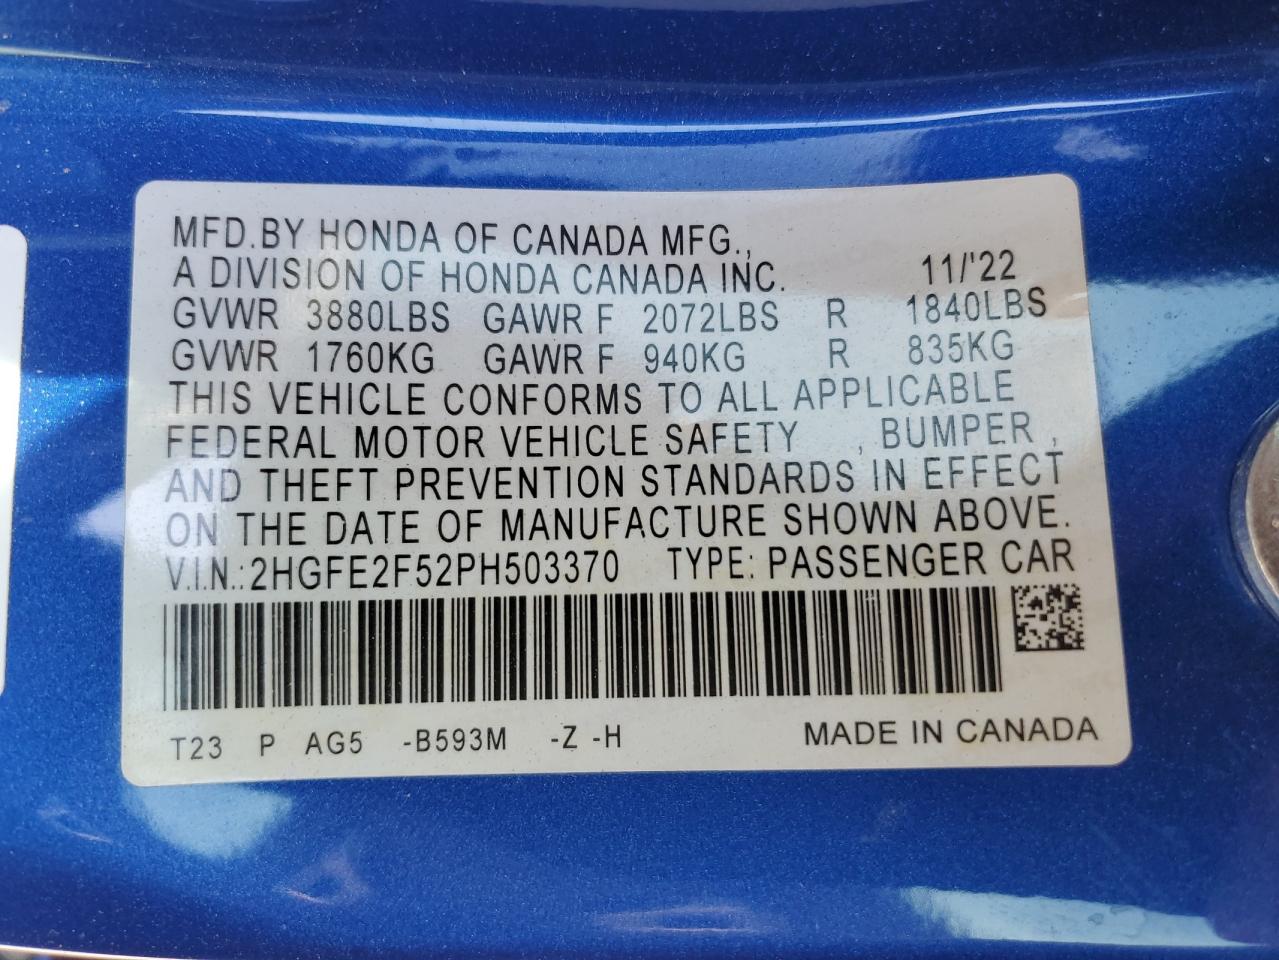 MFD.BY HONDA OF CANADA MFG.,
A DIVISION OF HONDA CANADA INC. 11/'22
GVWR 3880LBS GAWR F 2072LBS R 1840LBS
GVWR 1760KG GAWR F 940KG R 835KG
THIS VEHICLE CONFORMS TO ALL APPLICABLE
FEDERAL MOTOR VEHICLE SAFETY , BUMPER ,
AND THEFT PREVENTION STANDARDS IN EFFECT
ON THE DATE OF MANUFACTURE SHOWN ABOVE.
V.I.N.:2HGFE2F52PH503370 TYPE: PASSENGER CAR
T23 P AG5 -B593M -Z -H MADE IN CANADA